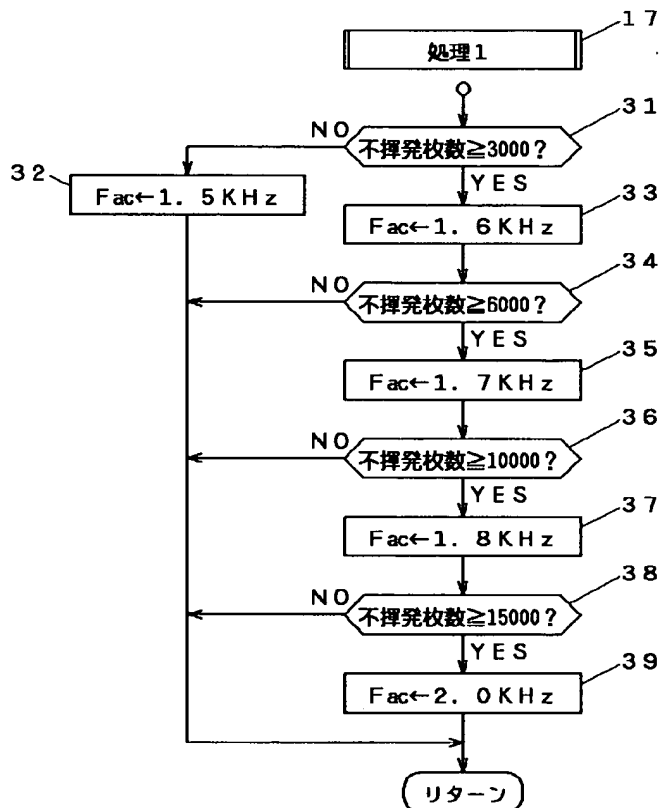 17
処理1
31
NO
不揮発枚数≧3000?
32
YES
33
Fac←1.5KHz
Fac←1.6KHz
34
NO
不揮発枚数≧6000?
YES
35
Fac←1.7KHz
36
NO
不揮発枚数≧10000?
YES
37
Fac←1.8KHz
38
NO
不揮発枚数≧15000?
YES
39
Fac←2.0KHz
リターン